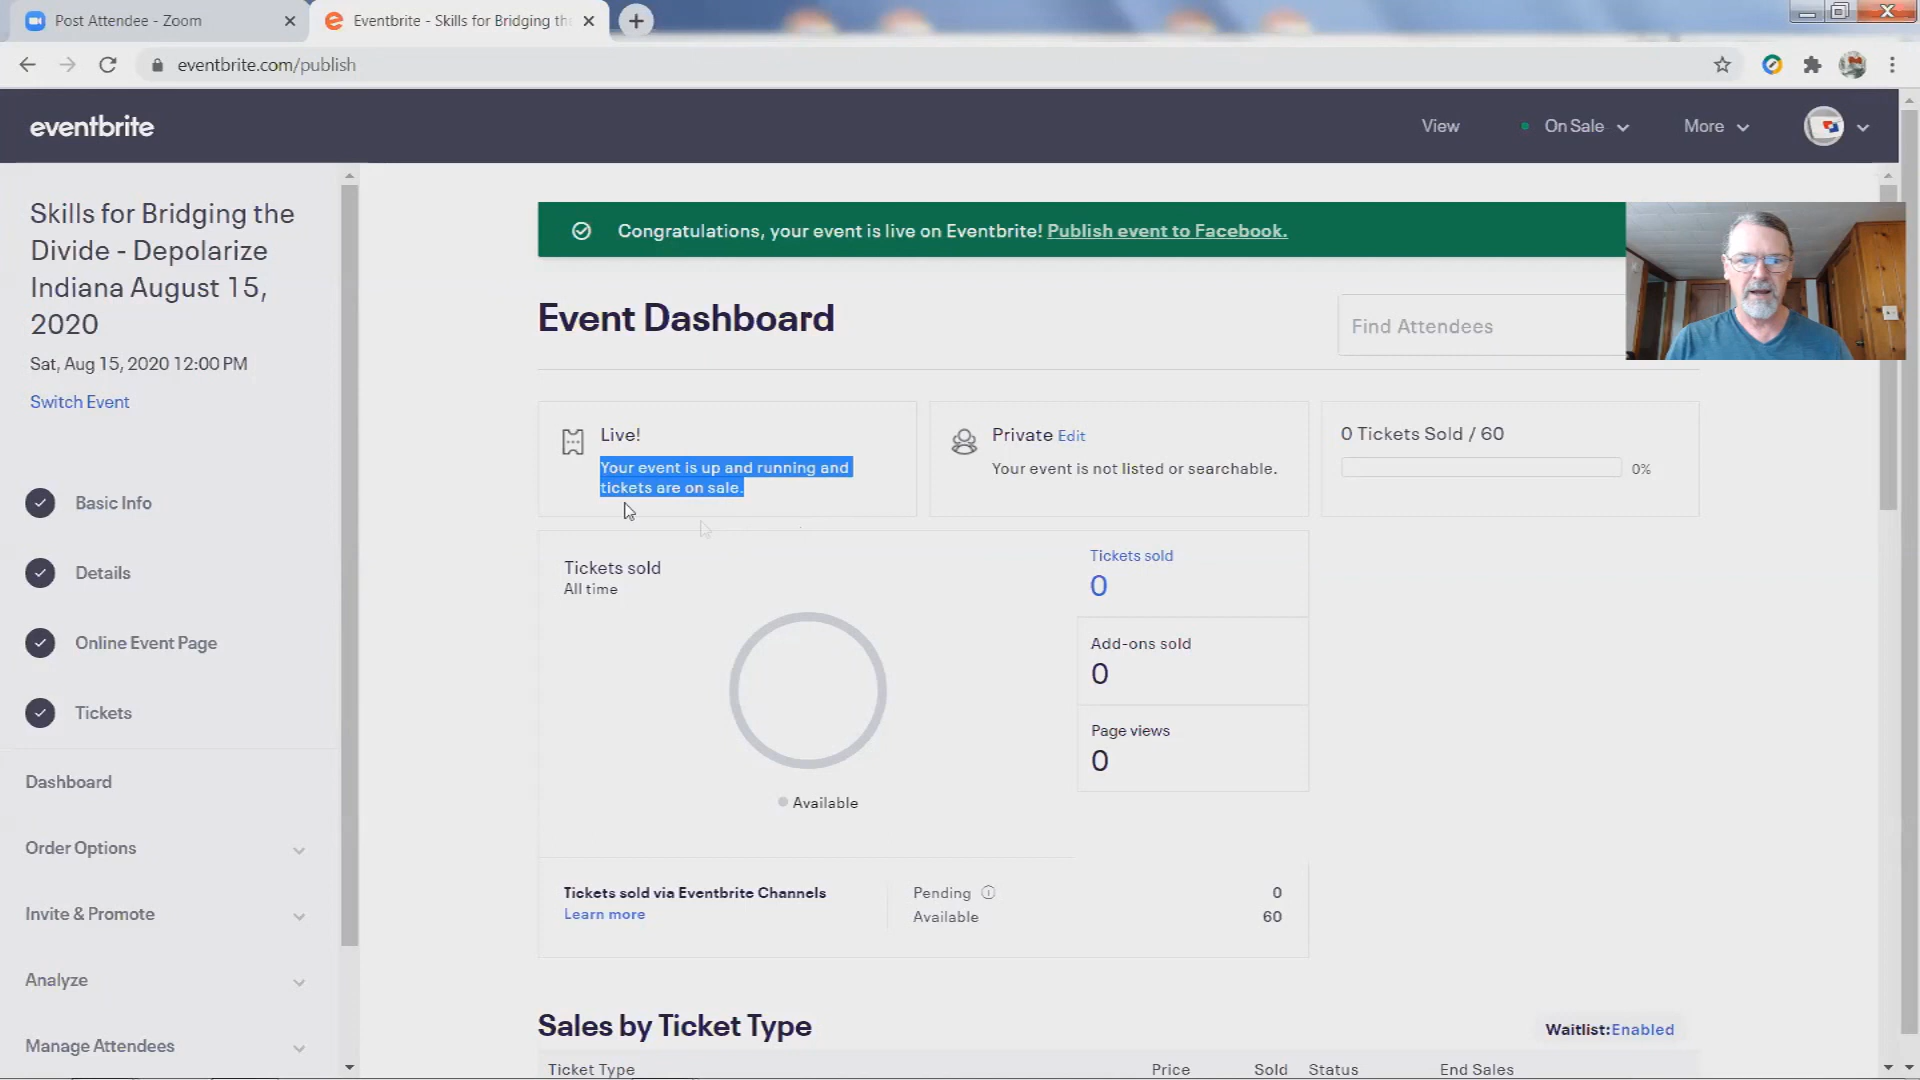 Post Attendee - Zoom
Eventbrite - Skills for Bridging th
eventbrite.com/publish
eventbrite
View
On Sale
More
Skills for Bridging the
Divide - Depolarize
Indiana August 15,
2020
Sat, Aug 15, 2020 12:00 PM
Switch Event
Basic Info
Details
Online Event Page
Tickets
Dashboard
Order Options
Invite & Promote
Analyze
Manage Attendees
Congratulations, your event is live on Eventbrite! Publish event to Facebook.
Event Dashboard
Find Attendees
Live!
Your event is up and running and
tickets are on sale.
Private Edit
Your event is not listed or searchable.
0 Tickets Sold / 60
0%
Tickets sold
All time
Available
Tickets sold
0
Add-ons sold
0
Page views
0
Tickets sold via Eventbrite Channels
Learn more
Pending 0
Available 60
Sales by Ticket Type
Waitlist:Enabled
Ticket Type Price Sold Status End Sales